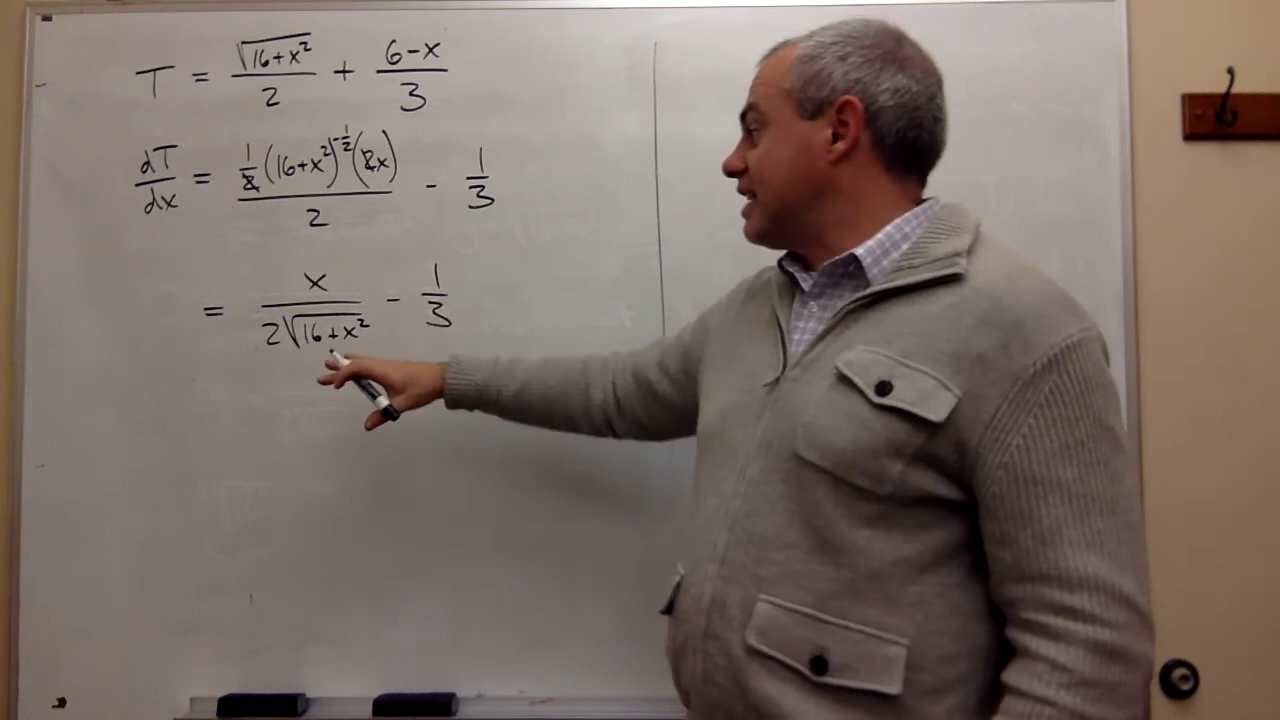 T = √(16+x²)/2 + (6-x)/3
dT/dx = (1/2 (16+x²)^(-1/2) (2x))/2 - 1/3
= x/(2√(16+x²)) - 1/3